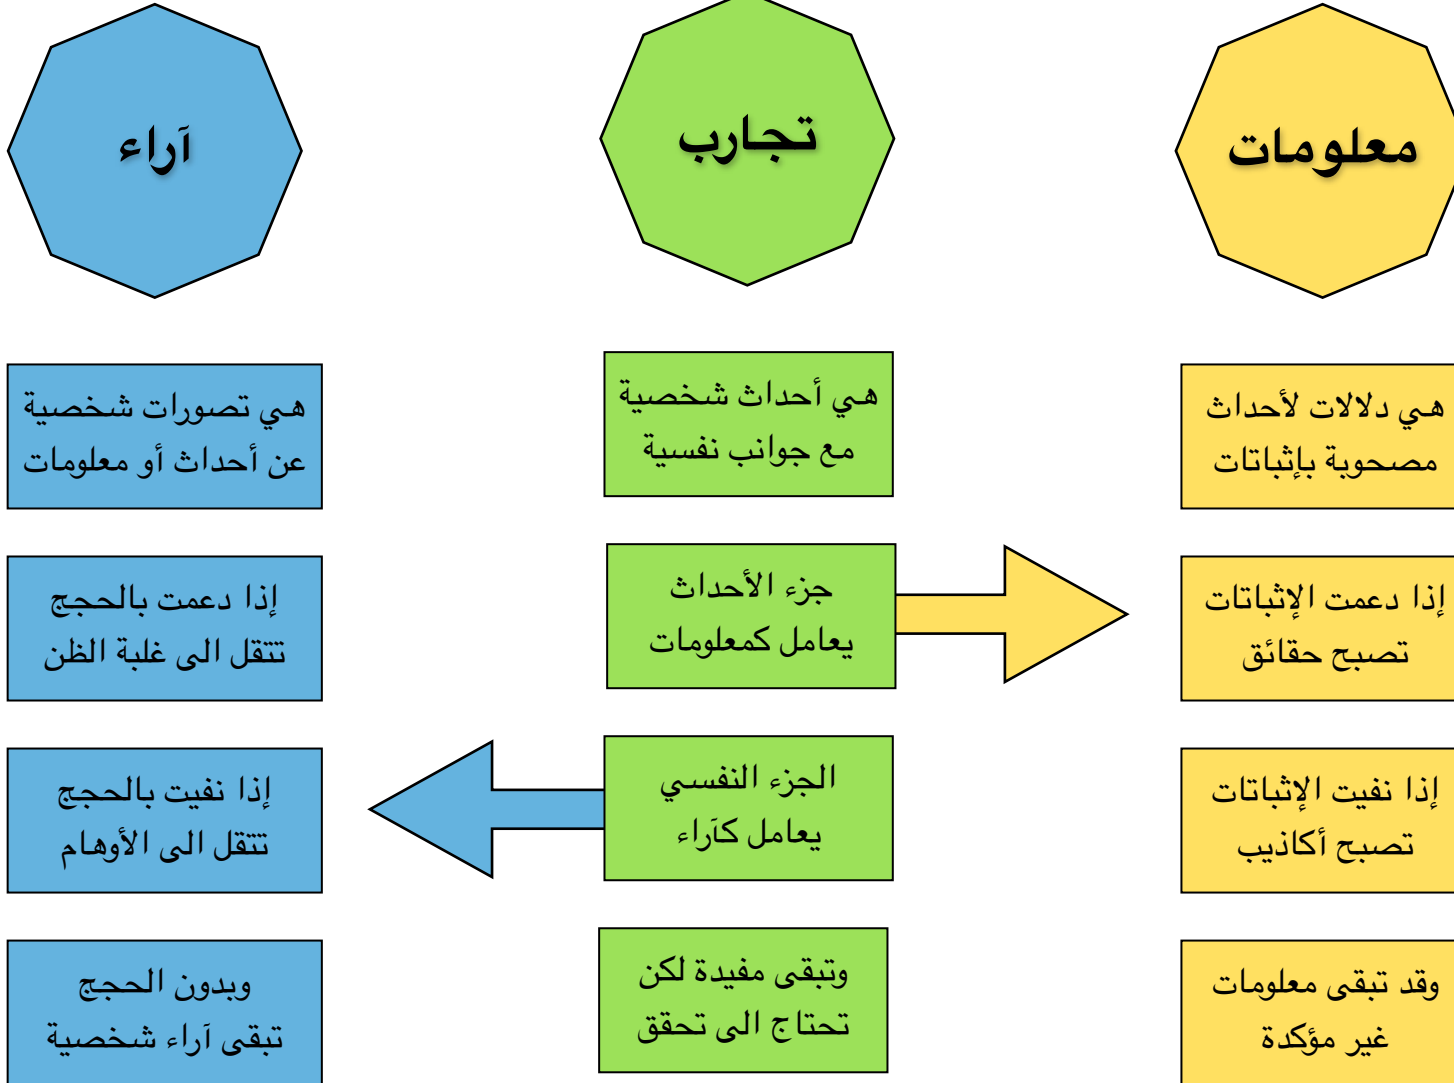 معلومات
هي دلالات لأحداث
مصحوبة بإثباتات
إذا دعمت الإثباتات
تصبح حقائق
إذا نفيت الإثباتات
تصبح أكاذيب
وقد تبقى معلومات
غير مؤكدة
تجارب
هي أحداث شخصية
مع جوانب نفسية
جزء الأحداث
يعامل كمعلومات
الجزء النفسي
يعامل كآراء
وتبقى مفيدة لكن
تحتاج الى تحقق
آراء
هي تصورات شخصية
عن أحداث أو معلومات
إذا دعمت بالحجج
تتقل الى غلبة الظن
إذا نفيت بالحجج
تتقل الى الأوهام
وبدون الحجج
تبقى آراء شخصية